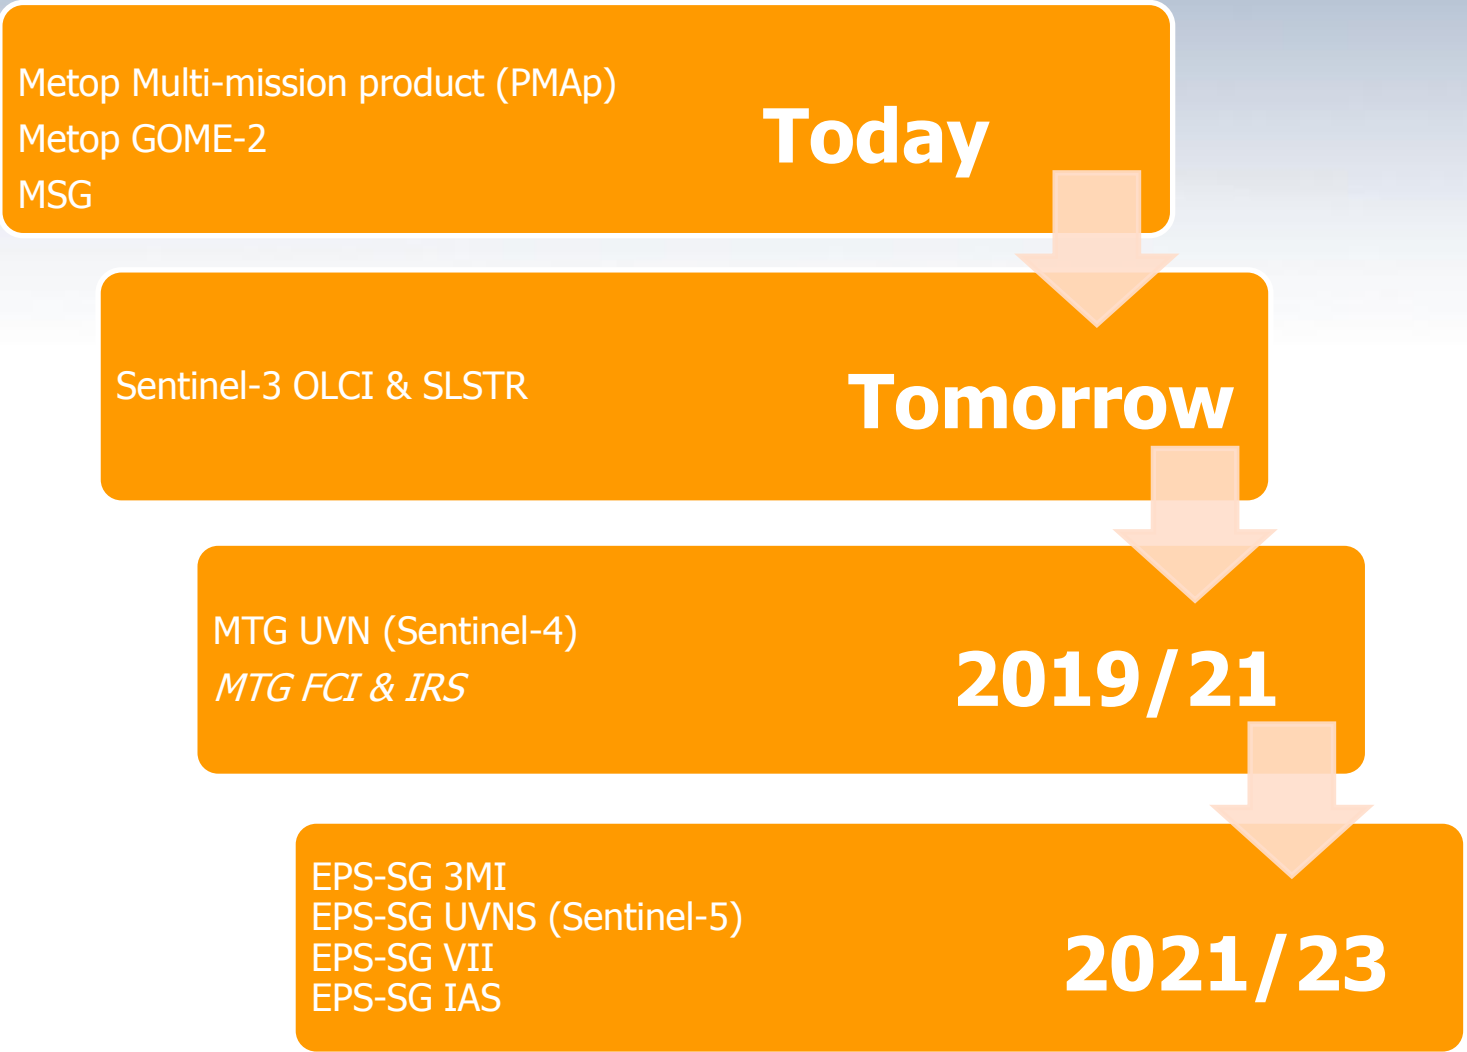 Metop Multi-mission product (PMAp)
Metop GOME-2
MSG
Today
Sentinel-3 OLCI & SLSTR
Tomorrow
MTG UVN (Sentinel-4)
MTG FCI & IRS
2019/21
EPS-SG 3MI
EPS-SG UVNS (Sentinel-5)
EPS-SG VII
EPS-SG IAS
2021/23